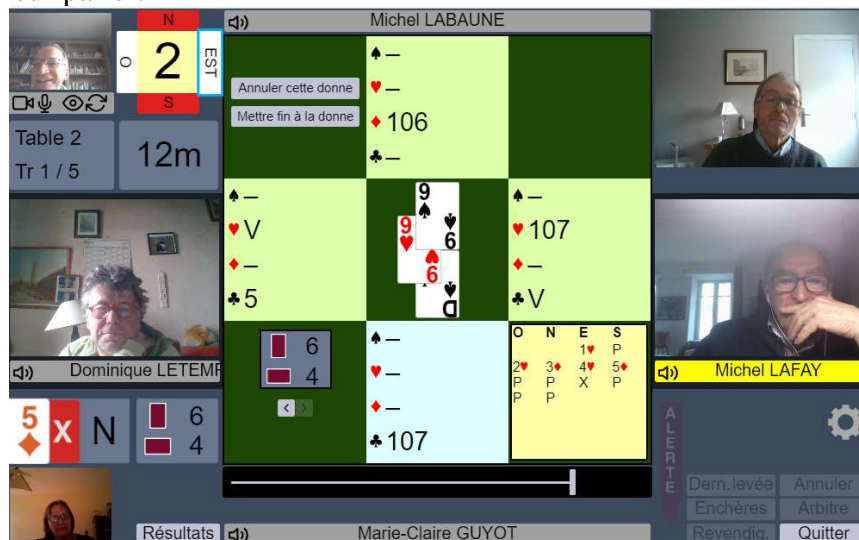 N
O 2 EST
S
Table 2
12m
Tr 1 / 5
Michel LABAUNE
Annuler cette donne
Mettre fin à la donne
♠ –
♥ –
♦ 106
♣ –
♠ –
♥ V
♦ –
♣ 5
9
9
9
6
D
♠ –
♥ 107
♦ –
♣ V
Dominique LETEMP
6
4
< >
♠ –
♥ –
♦ –
♣ 107
O N E S
1♥ P
2♥ 3♦ 4♥ 5♦
P P X P
P P
Michel LAFAY
5♦ X N 6
4
ALERTE
Dern. levée Annuler
Enchères Arbitre
Revendiq. Quitter
Résultats
Marie-Claire GUYOT